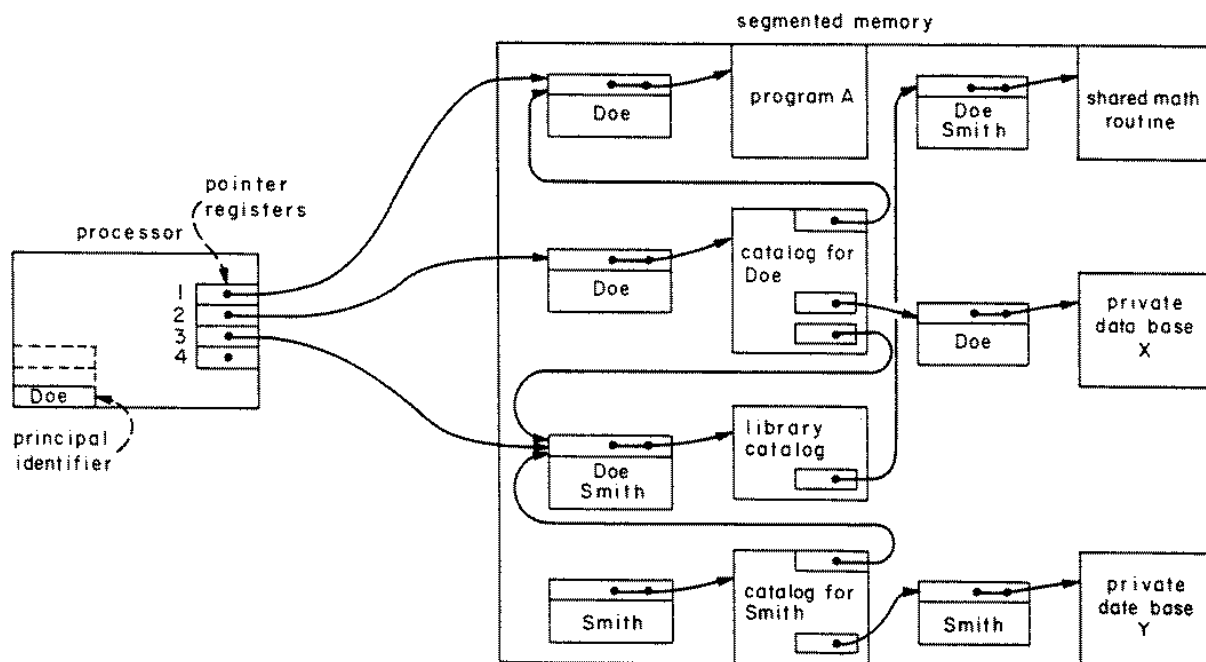 segmented memory
Doe
program A
Doe
Smith
shared math
routine
pointer
registers
processor
1
2
3
4
Doe
principal
identifier
Doe
catalog for
Doe
Doe
private
data base
X
Doe
Smith
library
catalog
Smith
catalog for
Smith
Smith
private
date base
Y